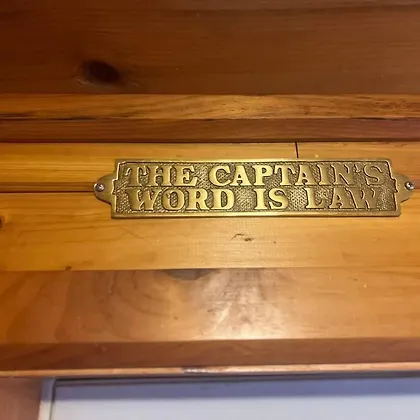 THE CAPTAIN'S
WORD IS LAW